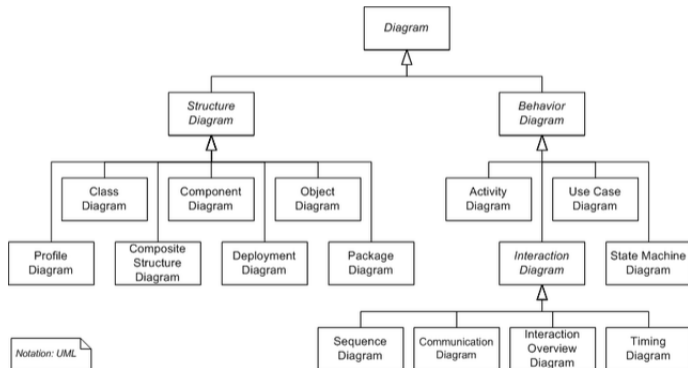 Diagram
Structure
Diagram
Behavior
Diagram
Class
Diagram
Component
Diagram
Object
Diagram
Activity
Diagram
Use Case
Diagram
Profile
Diagram
Composite
Structure
Diagram
Deployment
Diagram
Package
Diagram
Interaction
Diagram
State Machine
Diagram
Sequence
Diagram
Communication
Diagram
Interaction
Overview
Diagram
Timing
Diagram
Notation: UML